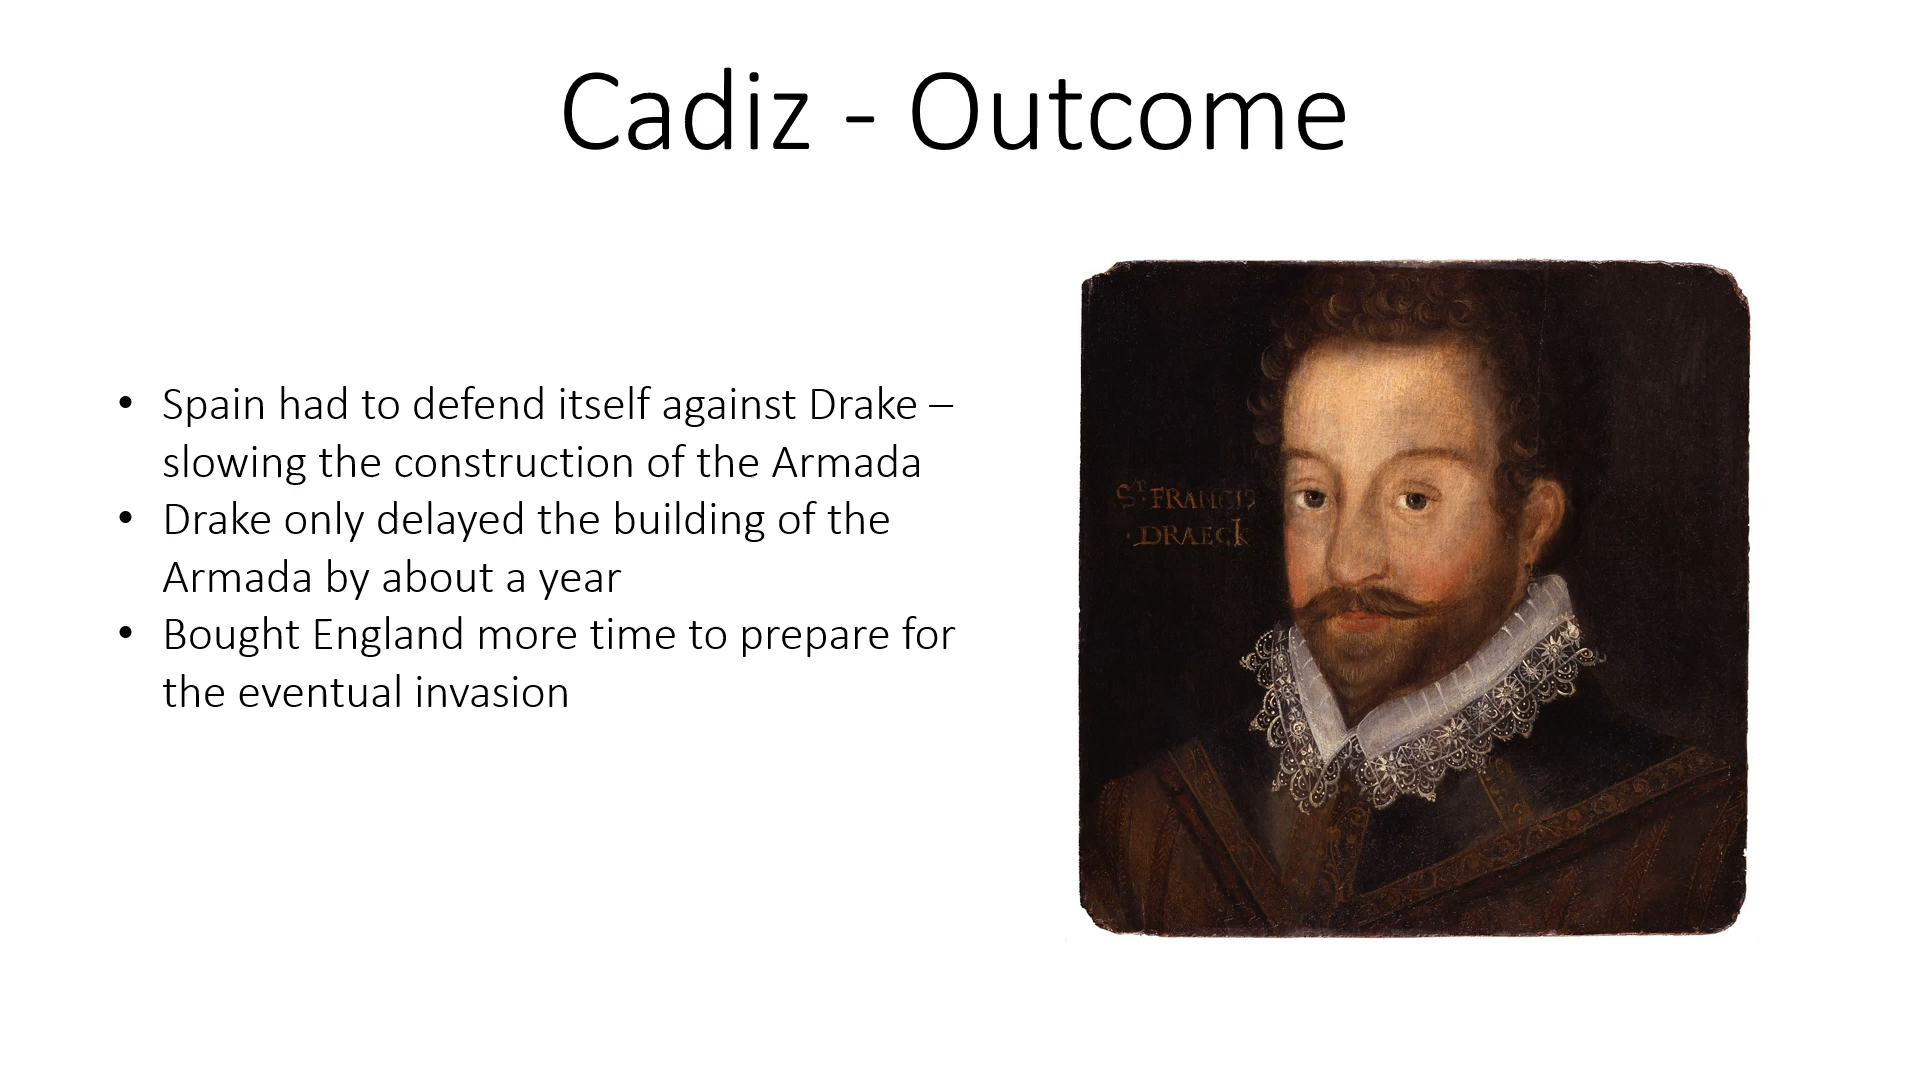 Cadiz - Outcome
• Spain had to defend itself against Drake –
slowing the construction of the Armada
• Drake only delayed the building of the
Armada by about a year
• Bought England more time to prepare for
the eventual invasion
Sᵀ·FRANCIS
·DRAECk